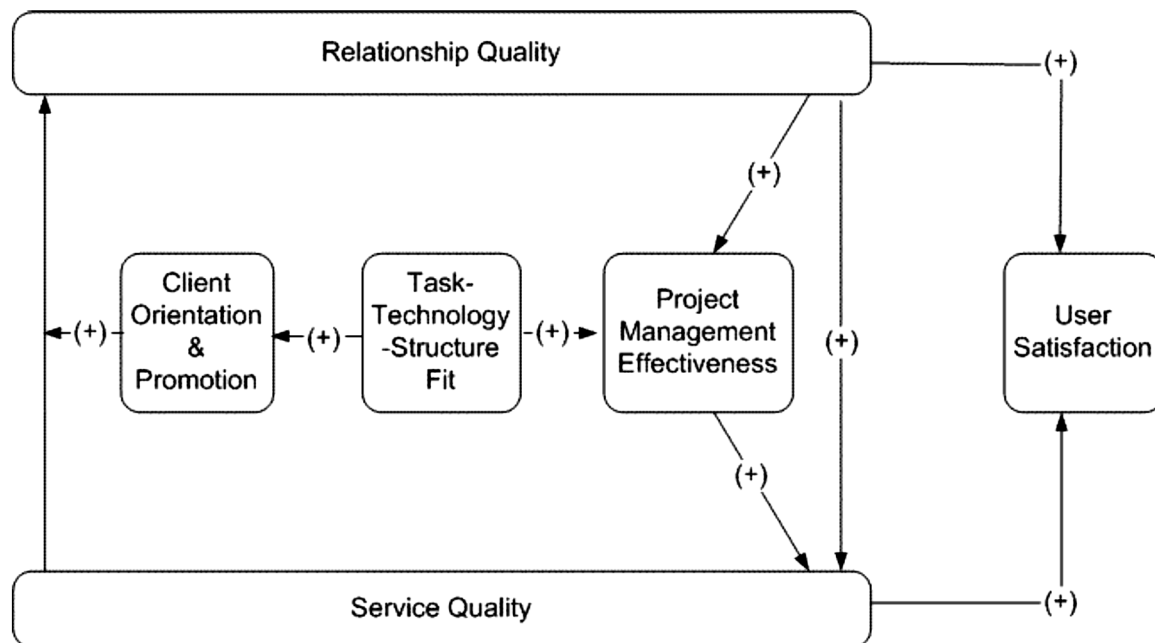 Relationship Quality
(+)
(+)
Client
Orientation
&
Promotion
Task-
Technology
-Structure
Fit
Project
Management
Effectiveness
User
Satisfaction
(+)
(+)
(+)
(+)
(+)
Service Quality
(+)